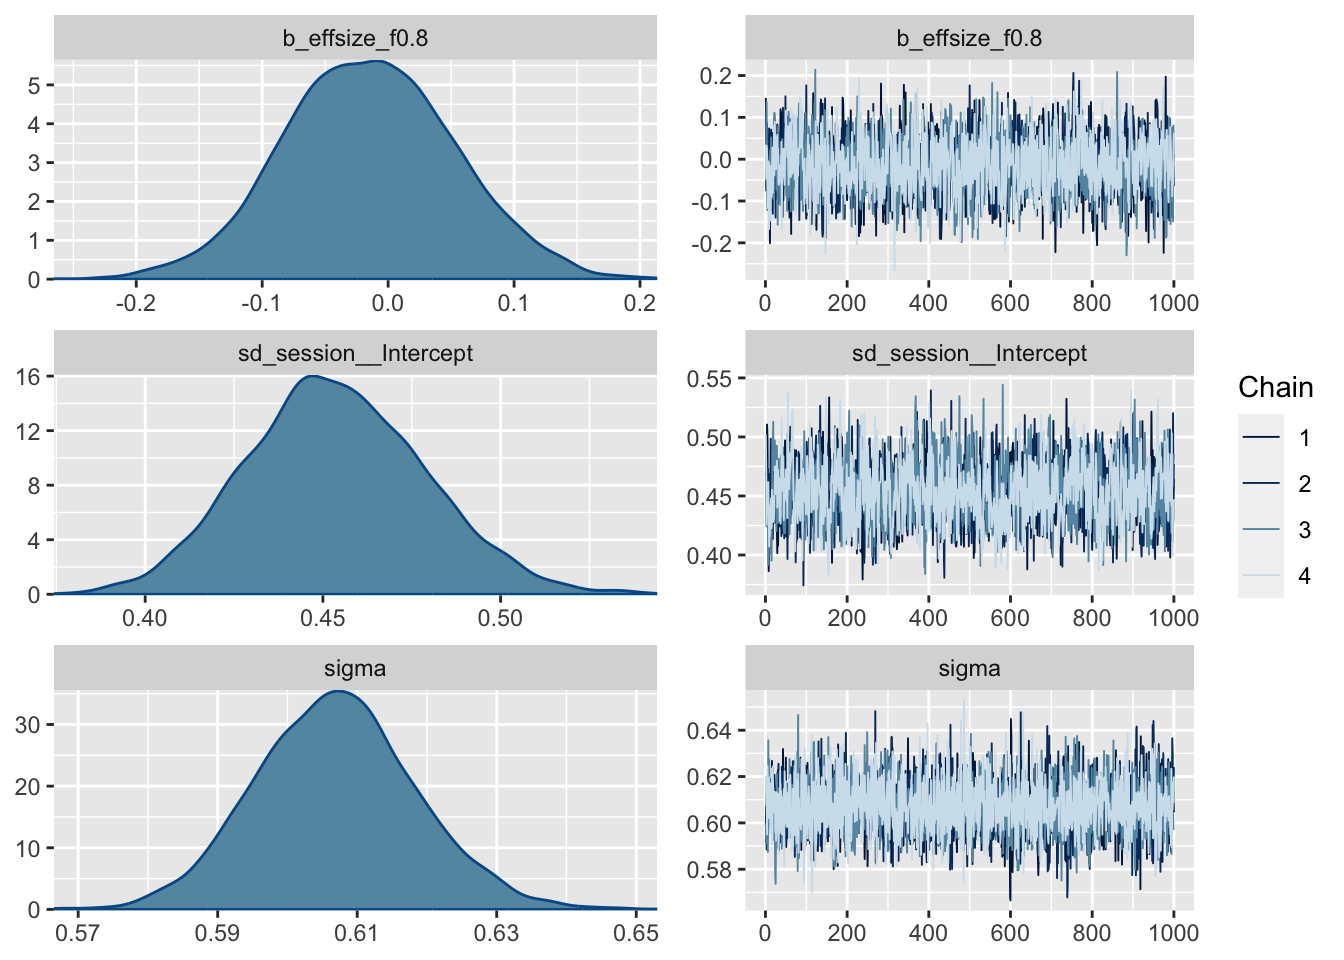 b_effsize_f0.8
5
4
3
2
1
0
-0.2 -0.1 0.0 0.1 0.2
b_effsize_f0.8
0.2
0.1
0.0
-0.1
-0.2
0 200 400 600 800 1000
sd_session__Intercept
16
12
8
4
0
0.40 0.45 0.50
sd_session__Intercept
0.55
0.50
0.45
0.40
0 200 400 600 800 1000
sigma
30
20
10
0
0.57 0.59 0.61 0.63 0.65
sigma
0.64
0.62
0.60
0.58
0 200 400 600 800 1000
Chain
1
2
3
4